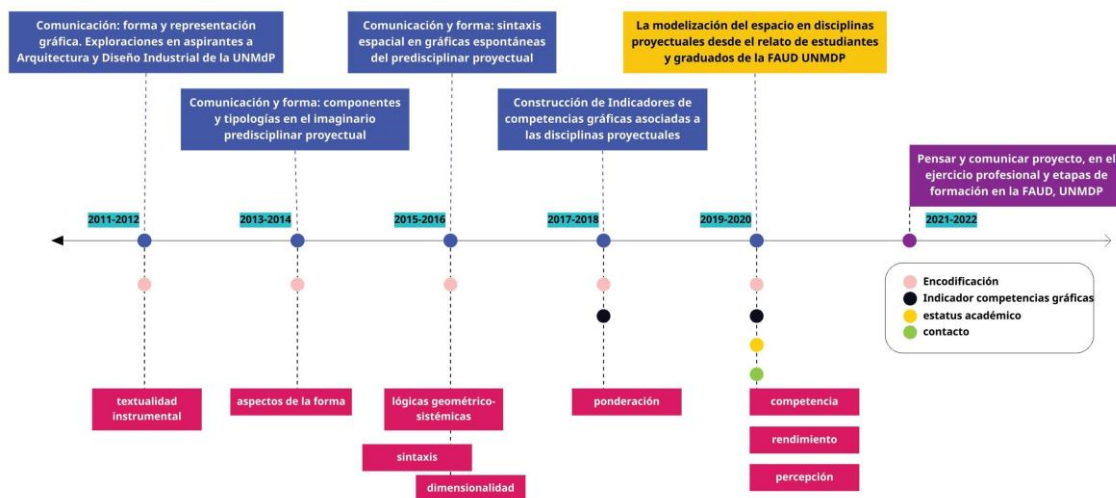 Comunicación: forma y representación
gráfica. Exploraciones en aspirantes a
Arquitectura y Diseño Industrial de la UNMdP
Comunicación y forma: sintaxis
espacial en gráficas espontáneas
del predisciplinar proyectual
La modelización del espacio en disciplinas
proyectuales desde el relato de estudiantes
y graduados de la FAUD UNMDP
Comunicación y forma: componentes
y tipologías en el imaginario
predisciplinar proyectual
Construcción de Indicadores de
competencias gráficas asociadas a
las disciplinas proyectuales
Pensar y comunicar proyecto, en el
ejercicio profesional y etapas de
formación en la FAUD, UNMDP
2011-2012
2013-2014
2015-2016
2017-2018
2019-2020
2021-2022
Encodificación
Indicador competencias gráficas
estatus académico
contacto
textualidad
instrumental
aspectos de la forma
lógicas geométrico-
sistémicas
ponderación
competencia
rendimiento
sintaxis
percepción
dimensionalidad